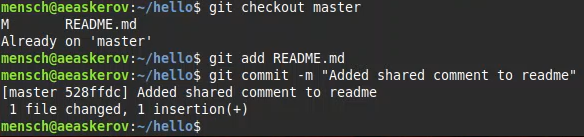 mensch@aeaskerov:~/hello$ git checkout master
M       README.md
Already on 'master'
mensch@aeaskerov:~/hello$ git add README.md
mensch@aeaskerov:~/hello$ git commit -m "Added shared comment to readme"
[master 528ffdc] Added shared comment to readme
 1 file changed, 1 insertion(+)
mensch@aeaskerov:~/hello$